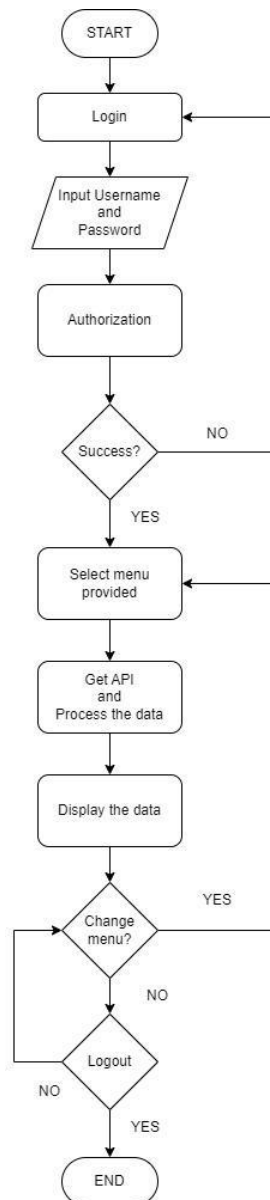 START
Login
Input Username
and
Password
Authorization
Success?
NO
YES
Select menu
provided
Get API
and
Process the data
Display the data
Change
menu?
YES
NO
Logout
NO
YES
END